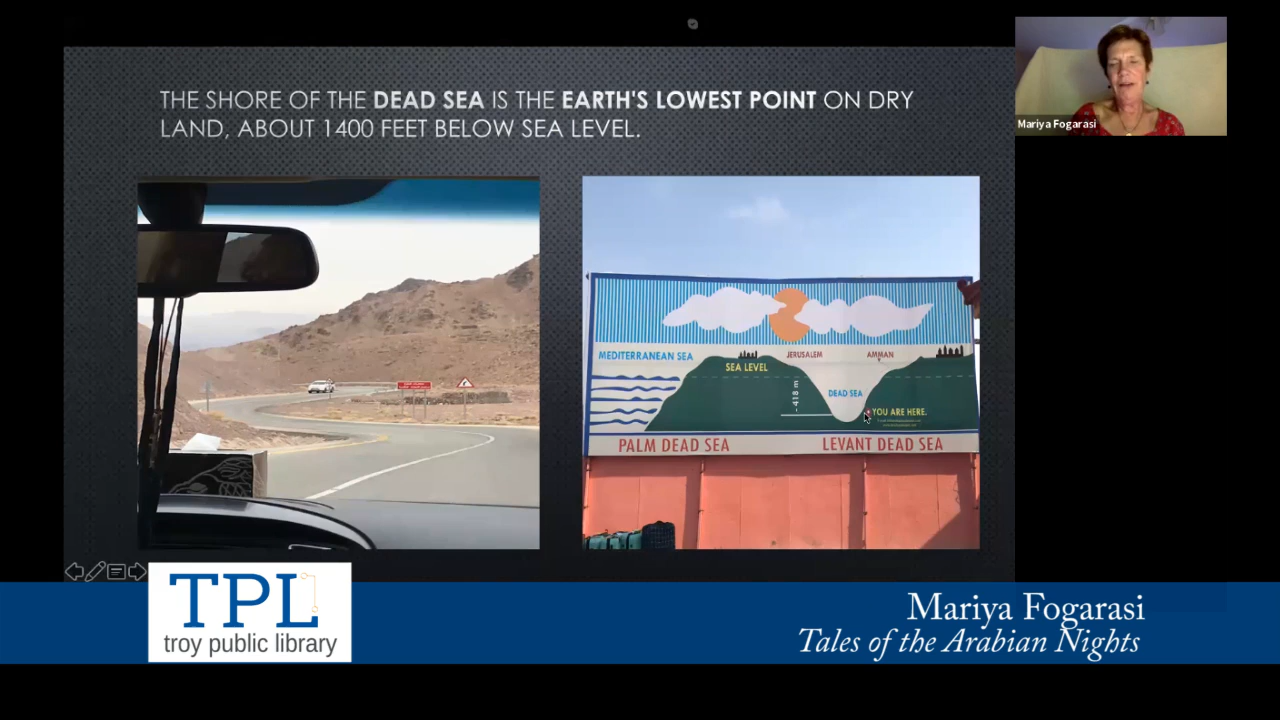 THE SHORE OF THE DEAD SEA IS THE EARTH'S LOWEST POINT ON DRY
LAND, ABOUT 1400 FEET BELOW SEA LEVEL.
Mariya Fogarasi
MEDITERRANEAN SEA
JERUSALEM
AMMAN
SEA LEVEL
-418 m
DEAD SEA
YOU ARE HERE.
PALM DEAD SEA
LEVANT DEAD SEA
TPL
troy public library
Mariya Fogarasi
Tales of the Arabian Nights